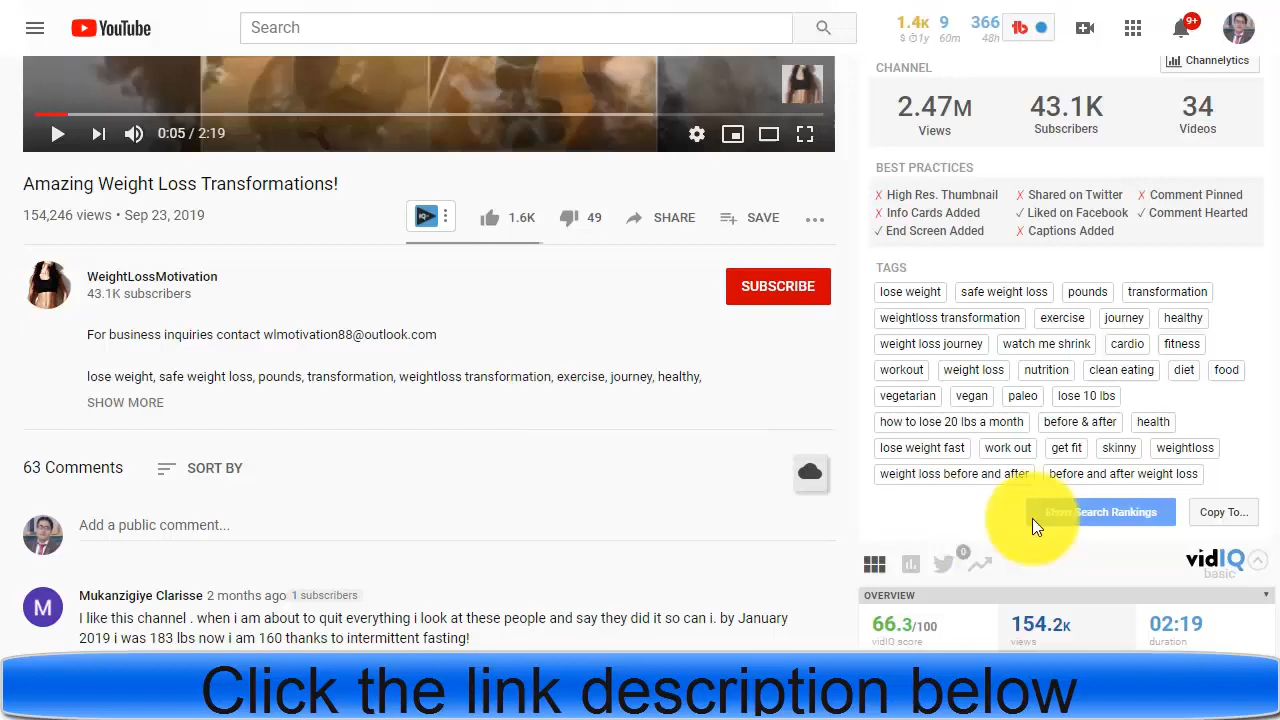 YouTube
Search
1.4K 9 366
$ 1y 60m 48h
tb
9+
0:05 / 2:19
Amazing Weight Loss Transformations!
154,246 views • Sep 23, 2019
IQ 1.6K 49 SHARE SAVE
WeightLossMotivation
43.1K subscribers
SUBSCRIBE
For business inquiries contact wlmotivation88@outlook.com
lose weight, safe weight loss, pounds, transformation, weightloss transformation, exercise, journey, healthy,
SHOW MORE
63 Comments SORT BY
Add a public comment...
M
Mukanzigiye Clarisse 2 months ago 1 subscribers
I like this channel . when i am about to quit everything i look at these people and say they did it so can i. by January
2019 i was 183 lbs now i am 160 thanks to intermittent fasting!
CHANNEL Channelytics
2.47M 43.1K 34
Views Subscribers Videos
BEST PRACTICES
✗ High Res. Thumbnail ✗ Shared on Twitter ✗ Comment Pinned
✗ Info Cards Added ✓ Liked on Facebook ✓ Comment Hearted
✓ End Screen Added ✗ Captions Added
TAGS
lose weight safe weight loss pounds transformation
weightloss transformation exercise journey healthy
weight loss journey watch me shrink cardio fitness
workout weight loss nutrition clean eating diet food
vegetarian vegan paleo lose 10 lbs
how to lose 20 lbs a month before & after health
lose weight fast work out get fit skinny weightloss
weight loss before and after before and after weight loss
Show Search Rankings Copy To...
0 vidIQ
basic
OVERVIEW
66.3/100 154.2K 02:19
vidIQ score views duration
Click the link description below